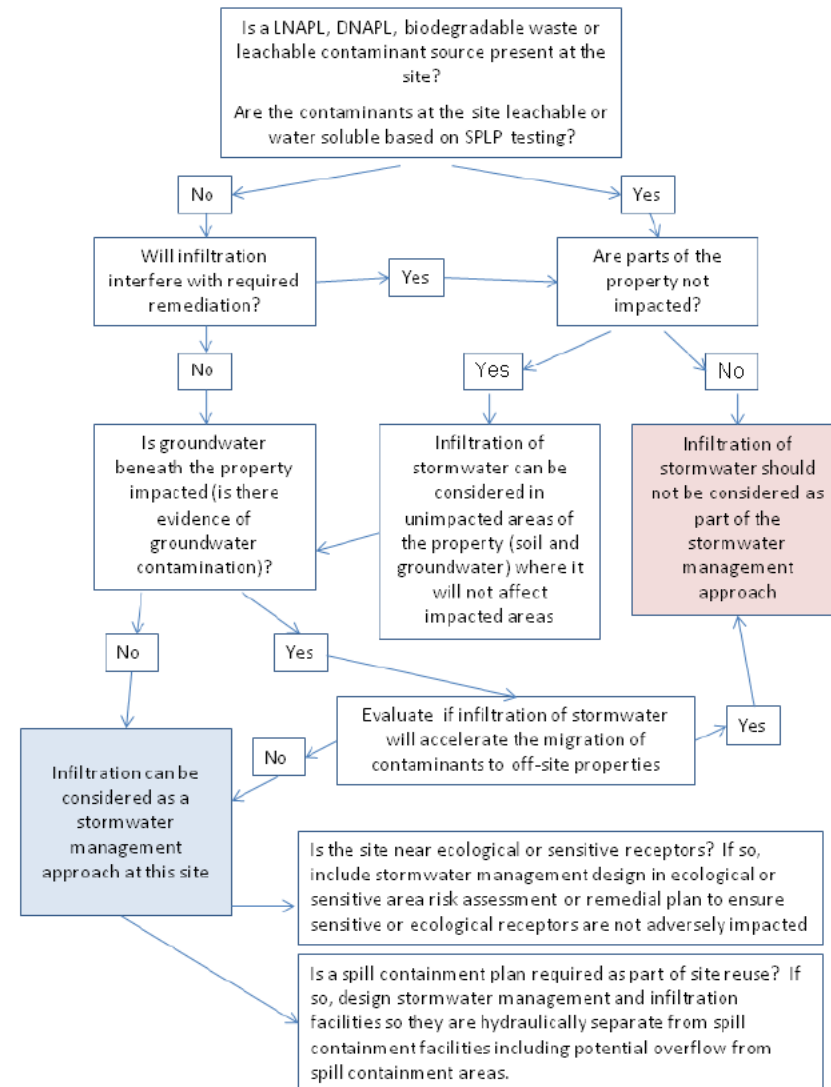 Is a LNAPL, DNAPL, biodegradable waste or
leachable contaminant source present at the
site?
Are the contaminants at the site leachable or
water soluble based on SPLP testing?
No
Yes
Will infiltration
interfere with required
remediation?
Yes
Are parts of the
property not
impacted?
No
Yes
No
Is groundwater
beneath the property
impacted (is there
evidence of
groundwater
contamination)?
Infiltration of
stormwater can be
considered in
unimpacted areas of
the property (soil and
groundwater) where it
will not affect
impacted areas
Infiltration of
stormwater should
not be considered as
part of the
stormwater
management
approach
No
Yes
Evaluate if infiltration of stormwater
will accelerate the migration of
contaminants to off-site properties
No
Yes
Infiltration can be
considered as a
stormwater
management
approach at this site
Is the site near ecological or sensitive receptors? If so,
include stormwater management design in ecological or
sensitive area risk assessment or remedial plan to ensure
sensitive or ecological receptors are not adversely impacted
Is a spill containment plan required as part of site reuse? If
so, design stormwater management and infiltration
facilities so they are hydraulically separate from spill
containment facilities including potential overflow from
spill containment areas.